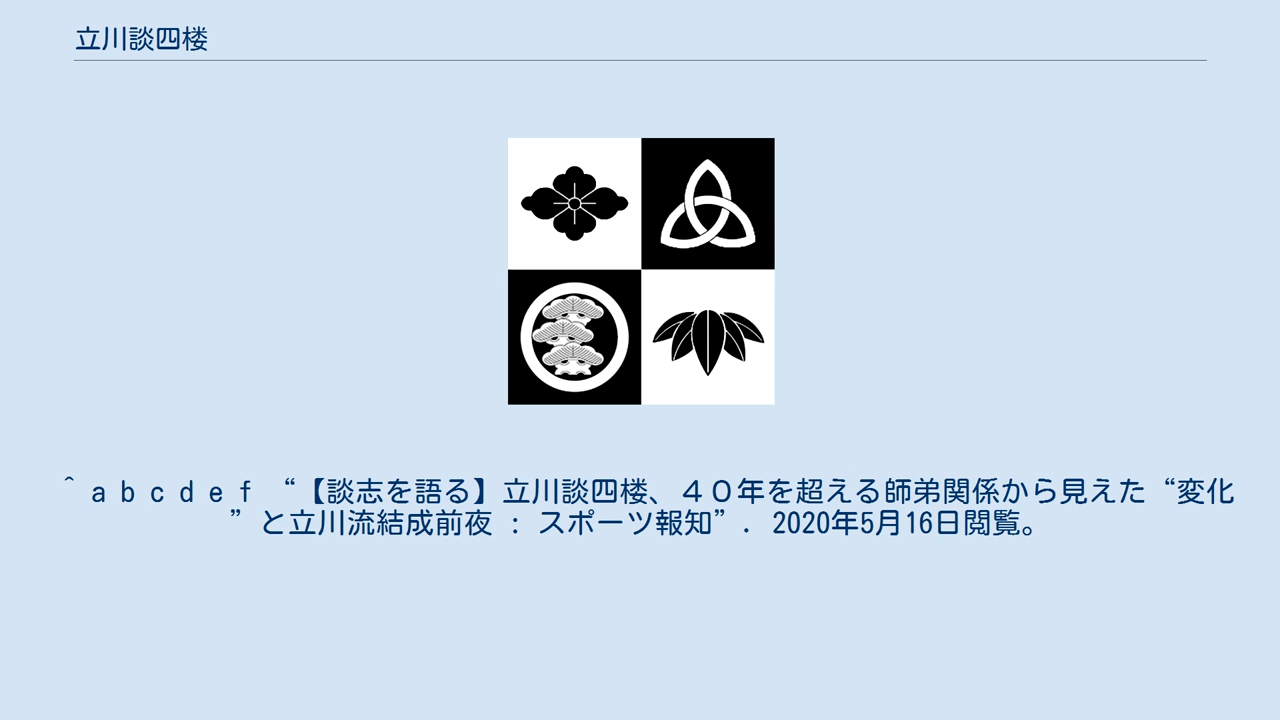 立川談四楼
^ a b c d e f “【談志を語る】立川談四楼、４０年を超える師弟関係から見えた“変化
”と立川流結成前夜 : スポーツ報知”. 2020年5月16日閲覧。